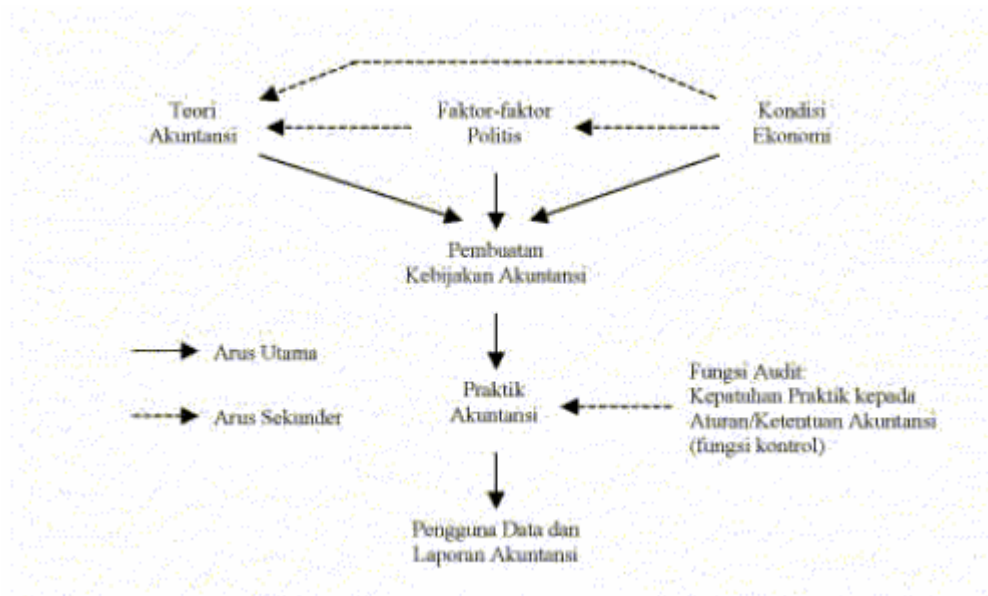 Teori
Akuntansi
Faktor-faktor
Politis
Kondisi
Ekonomi
Pembuatan
Kebijakan Akuntansi
Arus Utama
Arus Sekunder
Praktik
Akuntansi
Fungsi Audit:
Kepatuhan Praktik kepada
Aturan/Ketentuan Akuntansi
(fungsi kontrol)
Pengguna Data dan
Laporan Akuntansi